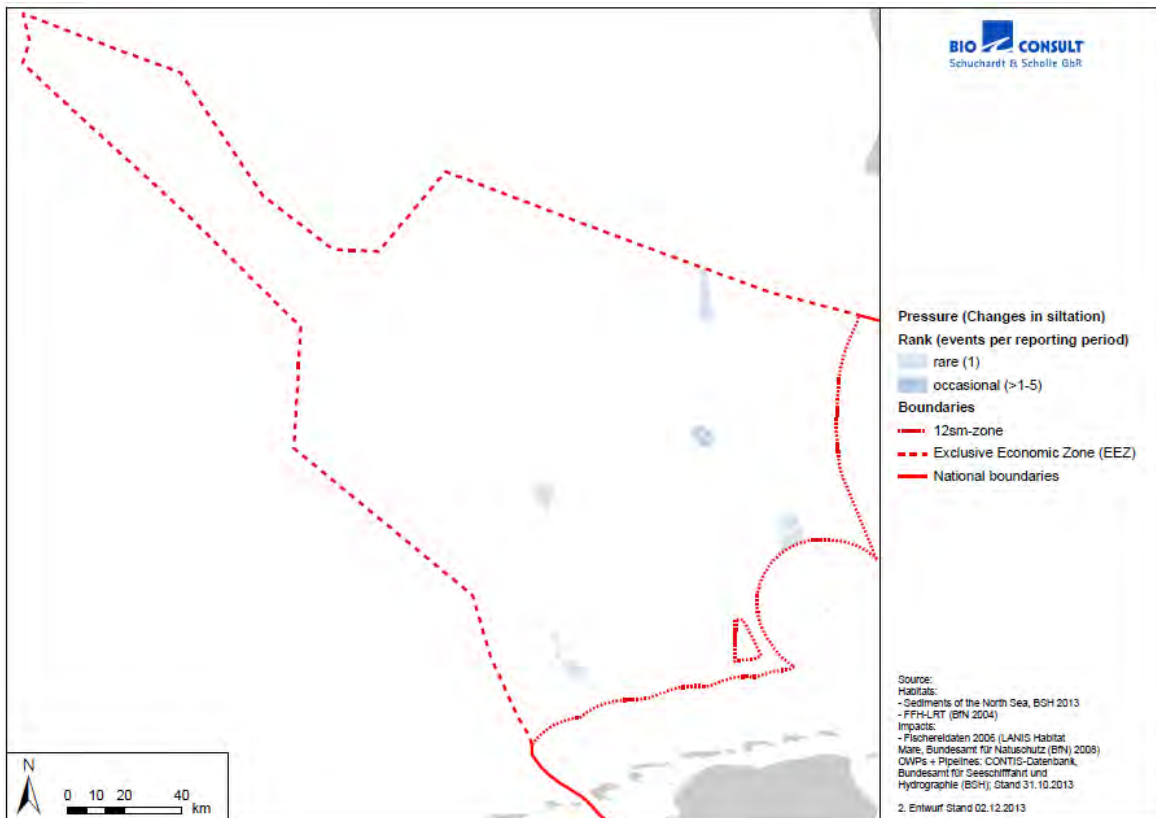 BIO CONSULT
Schuchardt & Scholle GbR
Pressure (Changes in siltation)
Rank (events per reporting period)
rare (1)
occasional (>1-5)
Boundaries
12sm-zone
Exclusive Economic Zone (EEZ)
National boundaries
Source:
Habitats:
- Sediments of the North Sea, BSH 2013
- FFH-LRT (BfN 2004)
Impacts:
- Fischereidaten 2006 (LANIS Habitat
Mare, Bundesamt für Natuschutz (BfN) 2008)
OWPs + Pipelines: CONTIS-Datenbank,
Bundesamt für Seeschifffahrt und
Hydrographie (BSH); Stand 31.10.2013
2. Entwurf Stand 02.12.2013
N
0 10 20 40
km